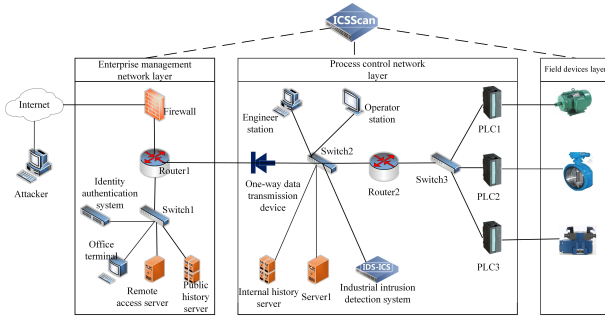 ICSScan
Enterprise management
network layer
Process control network
layer
Field devices layer
Internet
Firewall
Attacker
Router1
Identity
authentication
system
Switch1
Office
terminal
Remote
access server
Public
history
server
Engineer
station
Operator
station
Switch2
One-way data
transmission
device
Router2
Switch3
Internal history
server
Server1
IDS-ICS
Industrial intrusion
detection system
PLC1
PLC2
PLC3